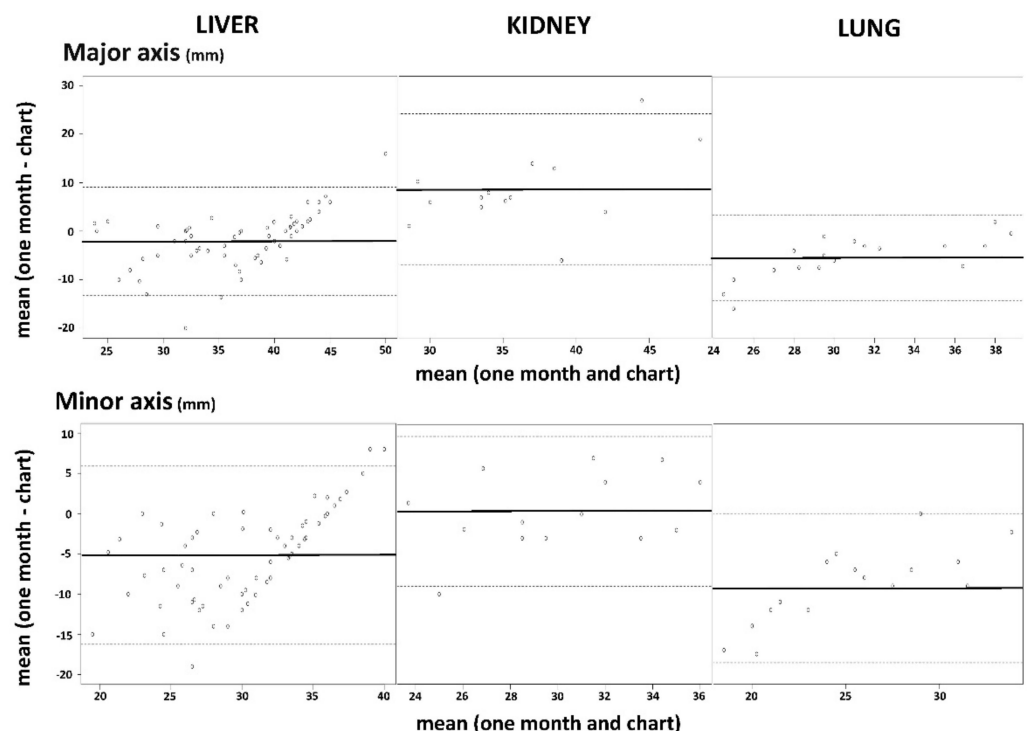 LIVER KIDNEY LUNG
Major axis (mm)
mean (one month - chart)
30
20
10
0
-10
-20
25 30 35 40 45 50
30 35 40 45
24 26 28 30 32 34 36 38
mean (one month and chart)
Minor axis (mm)
mean (one month - chart)
10
5
0
-5
-10
-15
-20
20 25 30 35 40
24 26 28 30 32 34 36
20 25 30
mean (one month and chart)